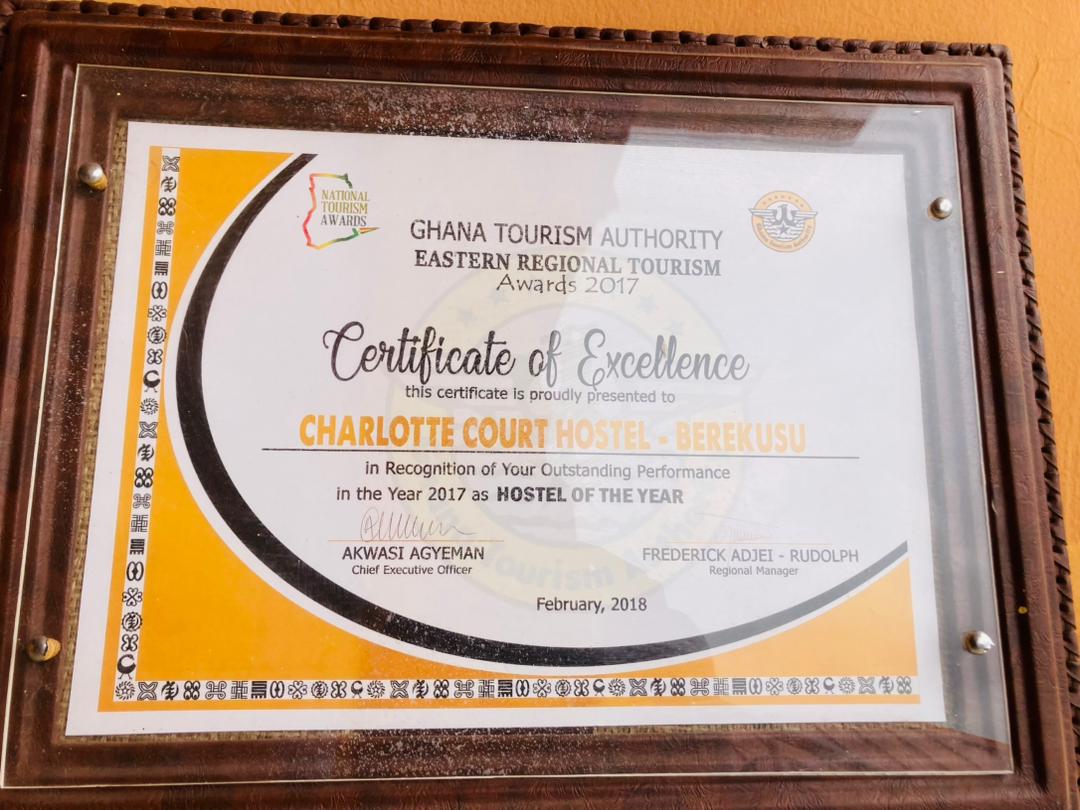 NATIONAL
TOURISM
AWARDS
GHANA TOURISM AUTHORITY
EASTERN REGIONAL TOURISM
Awards 2017
Certificate of Excellence
this certificate is proudly presented to
CHARLOTTE COURT HOSTEL - BEREKUSU
in Recognition of Your Outstanding Performance
in the Year 2017 as HOSTEL OF THE YEAR
AKWASI AGYEMAN
Chief Executive Officer
FREDERICK ADJEI - RUDOLPH
Regional Manager
February, 2018